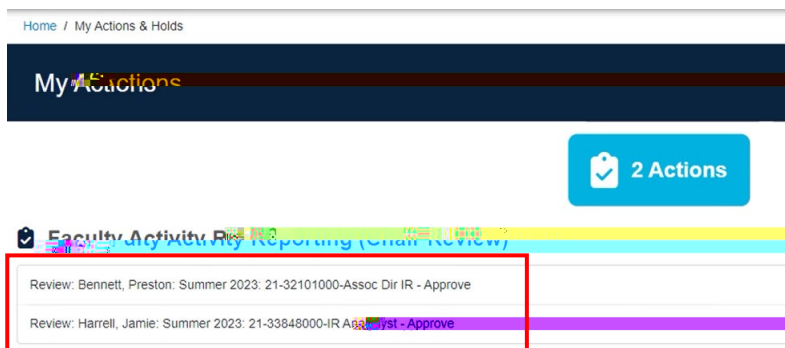 Home / My Actions & Holds
My Actions
2 Actions
Faculty Activity Reporting (Chair Review)
Review: Bennett, Preston: Summer 2023: 21-32101000-Assoc Dir IR - Approve
Review: Harrell, Jamie: Summer 2023: 21-33848000-IR Analyst - Approve